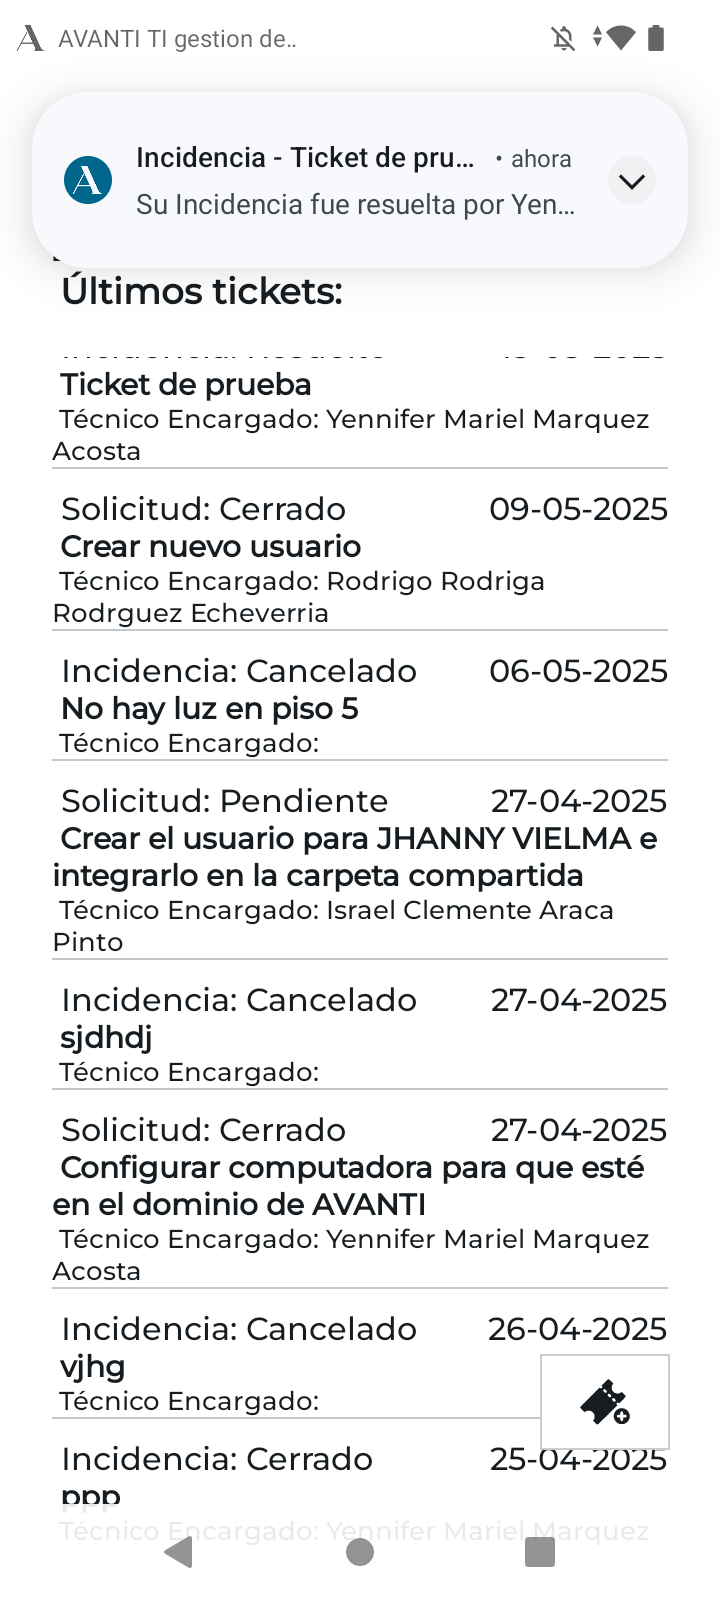 AVANTI TI gestion de..
Incidencia - Ticket de pru... • ahora
Su Incidencia fue resuelta por Yen...
Últimos tickets:
Ticket de prueba
Técnico Encargado: Yennifer Mariel Marquez
Acosta
Solicitud: Cerrado 09-05-2025
Crear nuevo usuario
Técnico Encargado: Rodrigo Rodriga
Rodrguez Echeverria
Incidencia: Cancelado 06-05-2025
No hay luz en piso 5
Técnico Encargado:
Solicitud: Pendiente 27-04-2025
Crear el usuario para JHANNY VIELMA e
integrarlo en la carpeta compartida
Técnico Encargado: Israel Clemente Araca
Pinto
Incidencia: Cancelado 27-04-2025
sjdhdj
Técnico Encargado:
Solicitud: Cerrado 27-04-2025
Configurar computadora para que esté
en el dominio de AVANTI
Técnico Encargado: Yennifer Mariel Marquez
Acosta
Incidencia: Cancelado 26-04-2025
vjhg
Técnico Encargado:
Incidencia: Cerrado 25-04-2025
ppp
Técnico Encargado: Yennifer Mariel Marquez